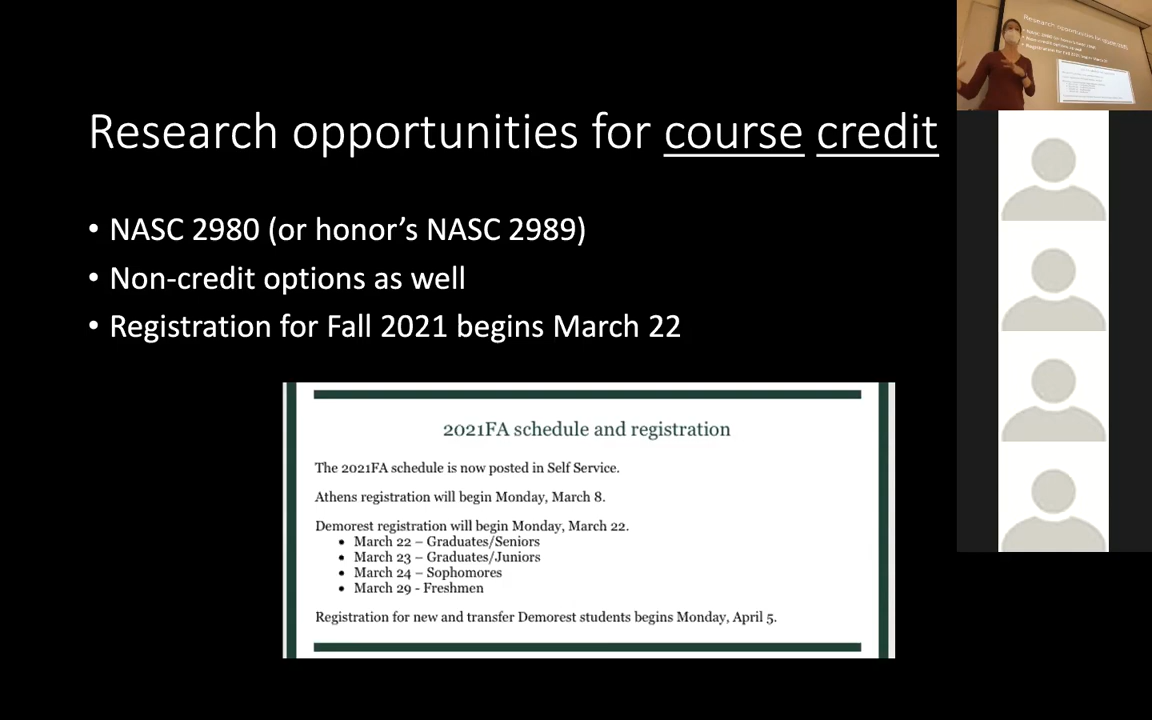 Research opportunities for course credit
• NASC 2980 (or honor’s NASC 2989)
• Non-credit options as well
• Registration for Fall 2021 begins March 22
2021FA schedule and registration
The 2021FA schedule is now posted in Self Service.
Athens registration will begin Monday, March 8.
Demorest registration will begin Monday, March 22.
• March 22 – Graduates/Seniors
• March 23 – Graduates/Juniors
• March 24 – Sophomores
• March 29 - Freshmen
Registration for new and transfer Demorest students begins Monday, April 5.